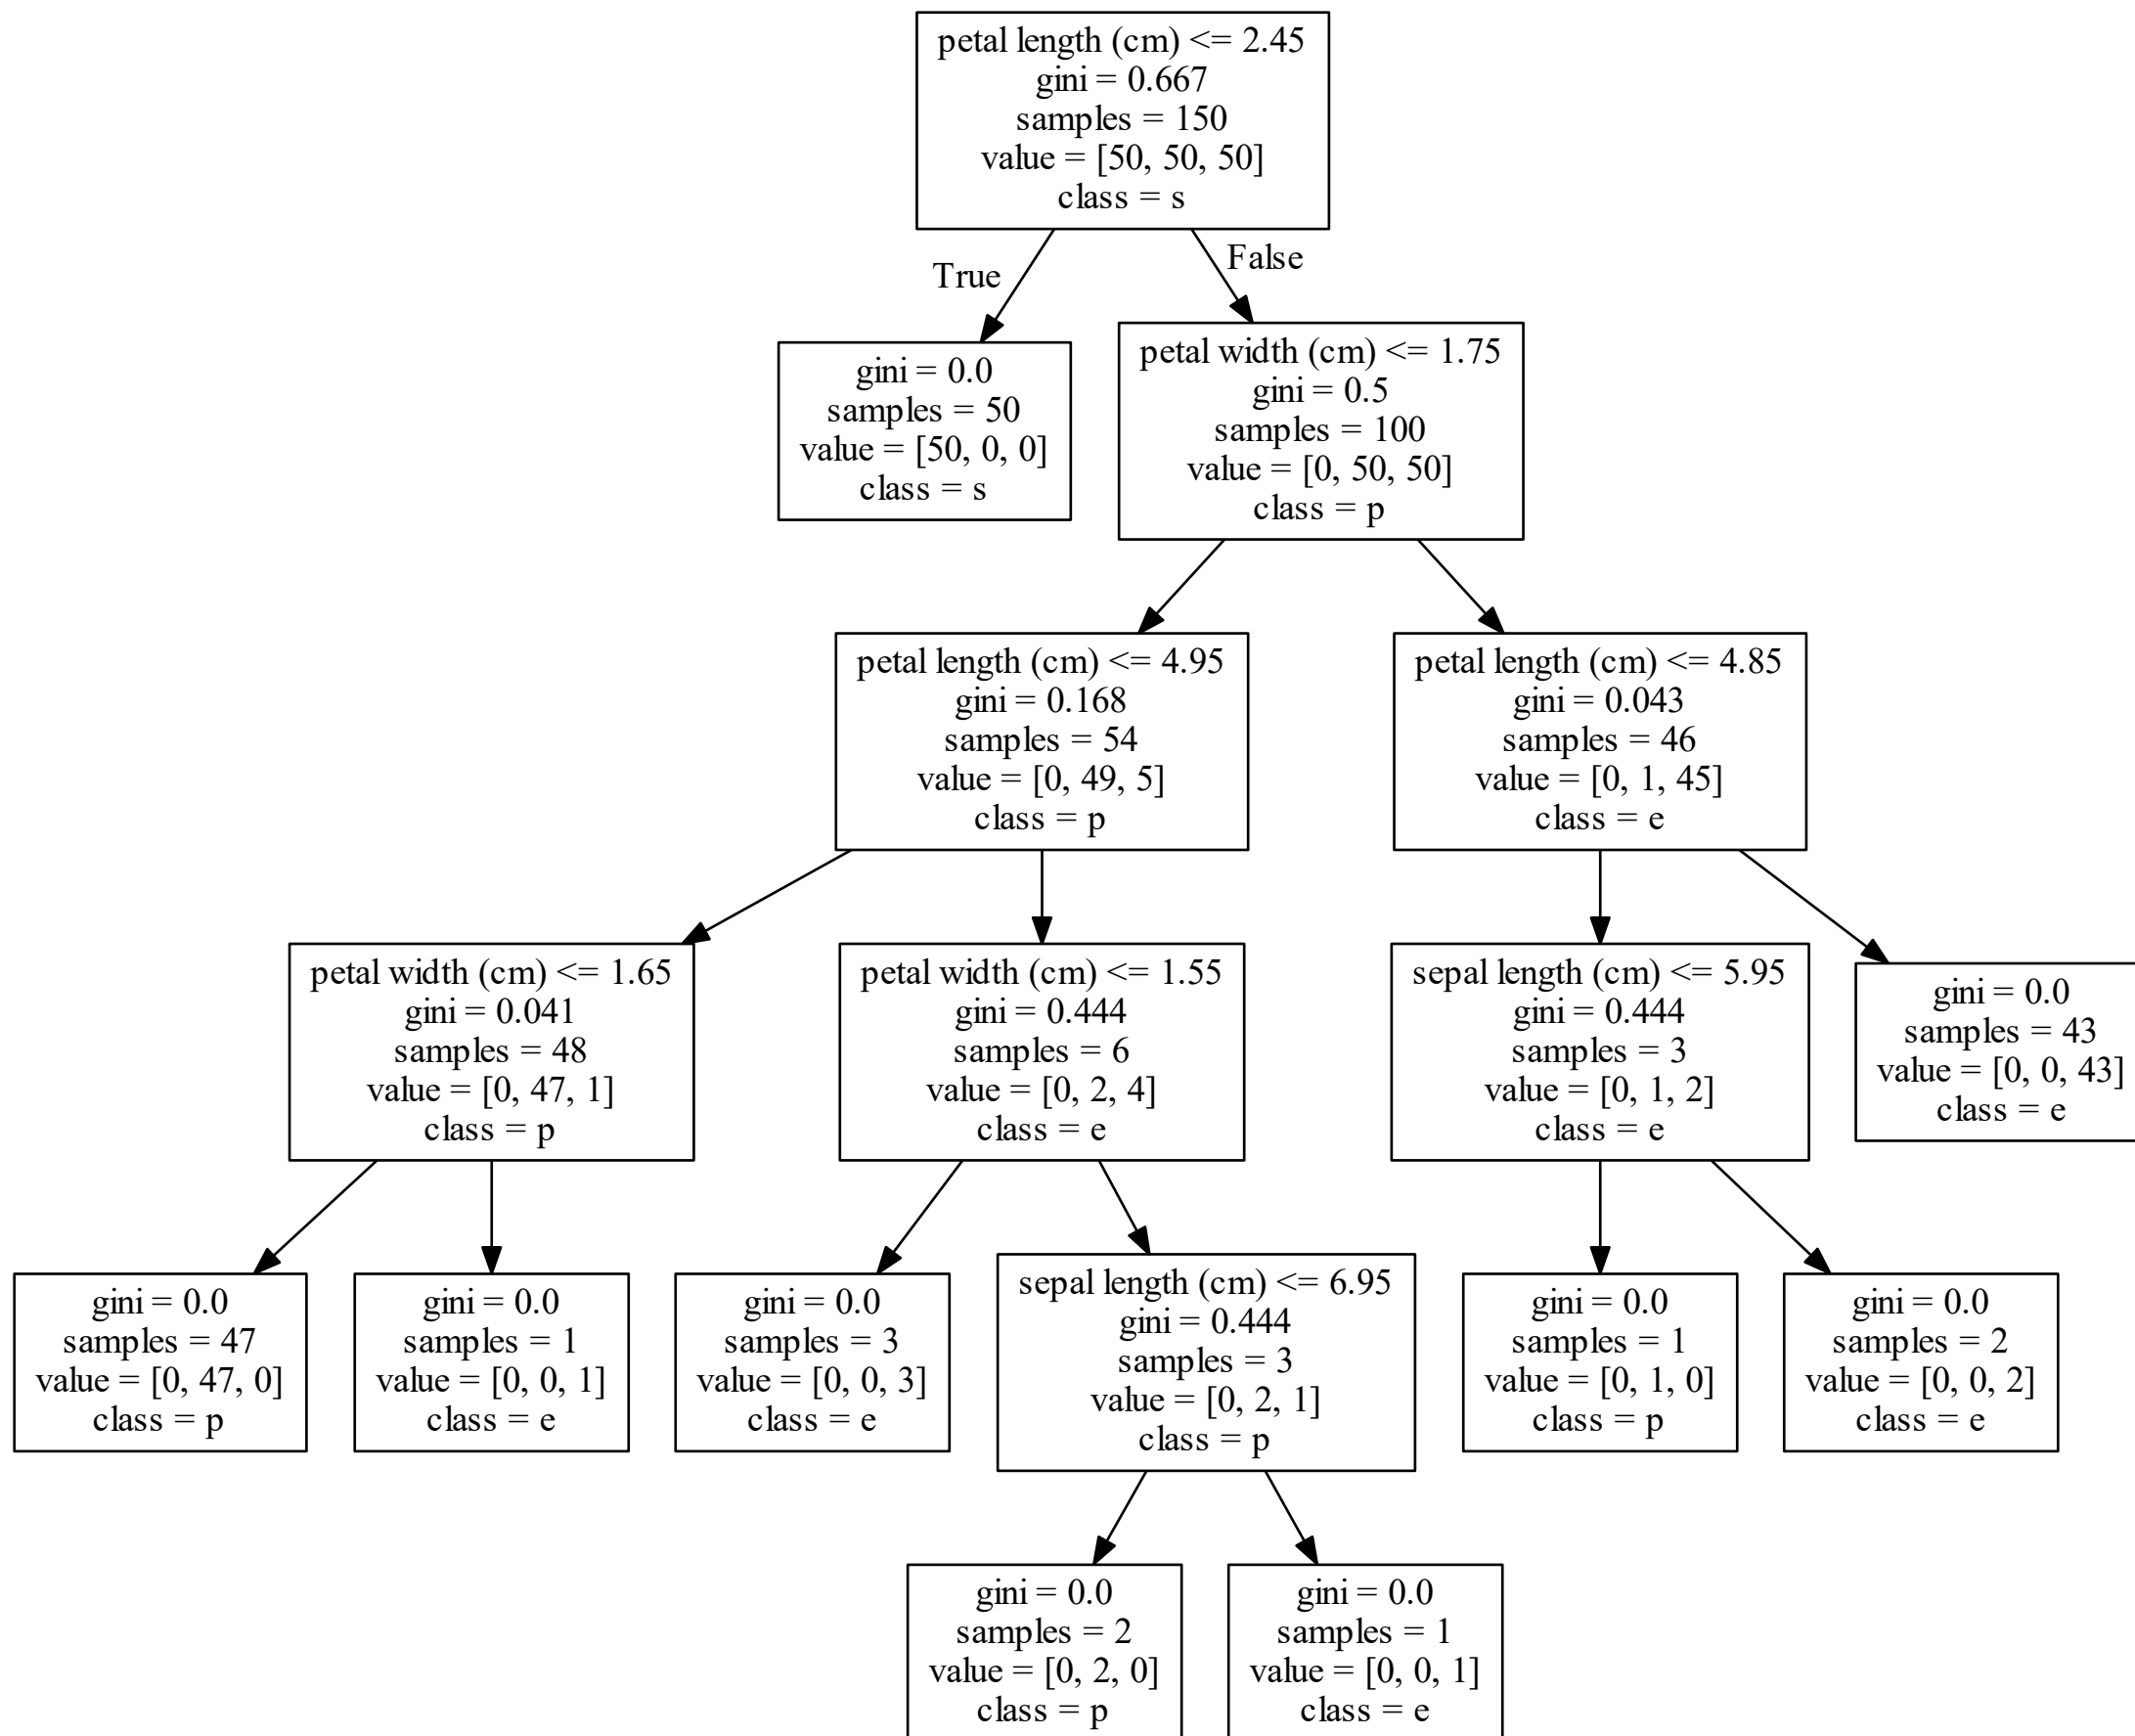 petal length (cm) <= 2.45
gini = 0.667
samples = 150
value = [50, 50, 50]
class = s
True
False
gini = 0.0
samples = 50
value = [50, 0, 0]
class = s
petal width (cm) <= 1.75
gini = 0.5
samples = 100
value = [0, 50, 50]
class = p
petal length (cm) <= 4.95
gini = 0.168
samples = 54
value = [0, 49, 5]
class = p
petal length (cm) <= 4.85
gini = 0.043
samples = 46
value = [0, 1, 45]
class = e
petal width (cm) <= 1.65
gini = 0.041
samples = 48
value = [0, 47, 1]
class = p
petal width (cm) <= 1.55
gini = 0.444
samples = 6
value = [0, 2, 4]
class = e
sepal length (cm) <= 5.95
gini = 0.444
samples = 3
value = [0, 1, 2]
class = e
gini = 0.0
samples = 43
value = [0, 0, 43]
class = e
gini = 0.0
samples = 47
value = [0, 47, 0]
class = p
gini = 0.0
samples = 1
value = [0, 0, 1]
class = e
gini = 0.0
samples = 3
value = [0, 0, 3]
class = e
sepal length (cm) <= 6.95
gini = 0.444
samples = 3
value = [0, 2, 1]
class = p
gini = 0.0
samples = 1
value = [0, 1, 0]
class = p
gini = 0.0
samples = 2
value = [0, 0, 2]
class = e
gini = 0.0
samples = 2
value = [0, 2, 0]
class = p
gini = 0.0
samples = 1
value = [0, 0, 1]
class = e